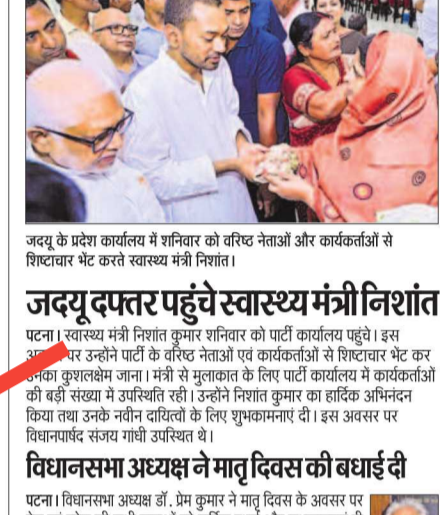 जदयू के प्रदेश कार्यालय में शनिवार को वरिष्ठ नेताओं और कार्यकर्ताओं से
शिष्टाचार भेंट करते स्वास्थ्य मंत्री निशांत।
जदयू दफ्तर पहुंचे स्वास्थ्य मंत्री निशांत
पटना। स्वास्थ्य मंत्री निशांत कुमार शनिवार को पार्टी कार्यालय पहुंचे। इस
पर उन्होंने पार्टी के वरिष्ठ नेताओं एवं कार्यकर्ताओं से शिष्टाचार भेंट कर
उनका कुशलक्षेम जाना। मंत्री से मुलाकात के लिए पार्टी कार्यालय में कार्यकर्ताओं
की बड़ी संख्या में उपस्थिति रही। उन्होंने निशांत कुमार का हार्दिक अभिनंदन
किया तथा उनके नवीन दायित्वों के लिए शुभकामनाएं दी। इस अवसर पर
विधानपार्षद संजय गांधी उपस्थित थे।
विधानसभा अध्यक्ष ने मातृ दिवस की बधाई दी
पटना। विधानसभा अध्यक्ष डॉ. प्रेम कुमार ने मातृ दिवस के अवसर पर